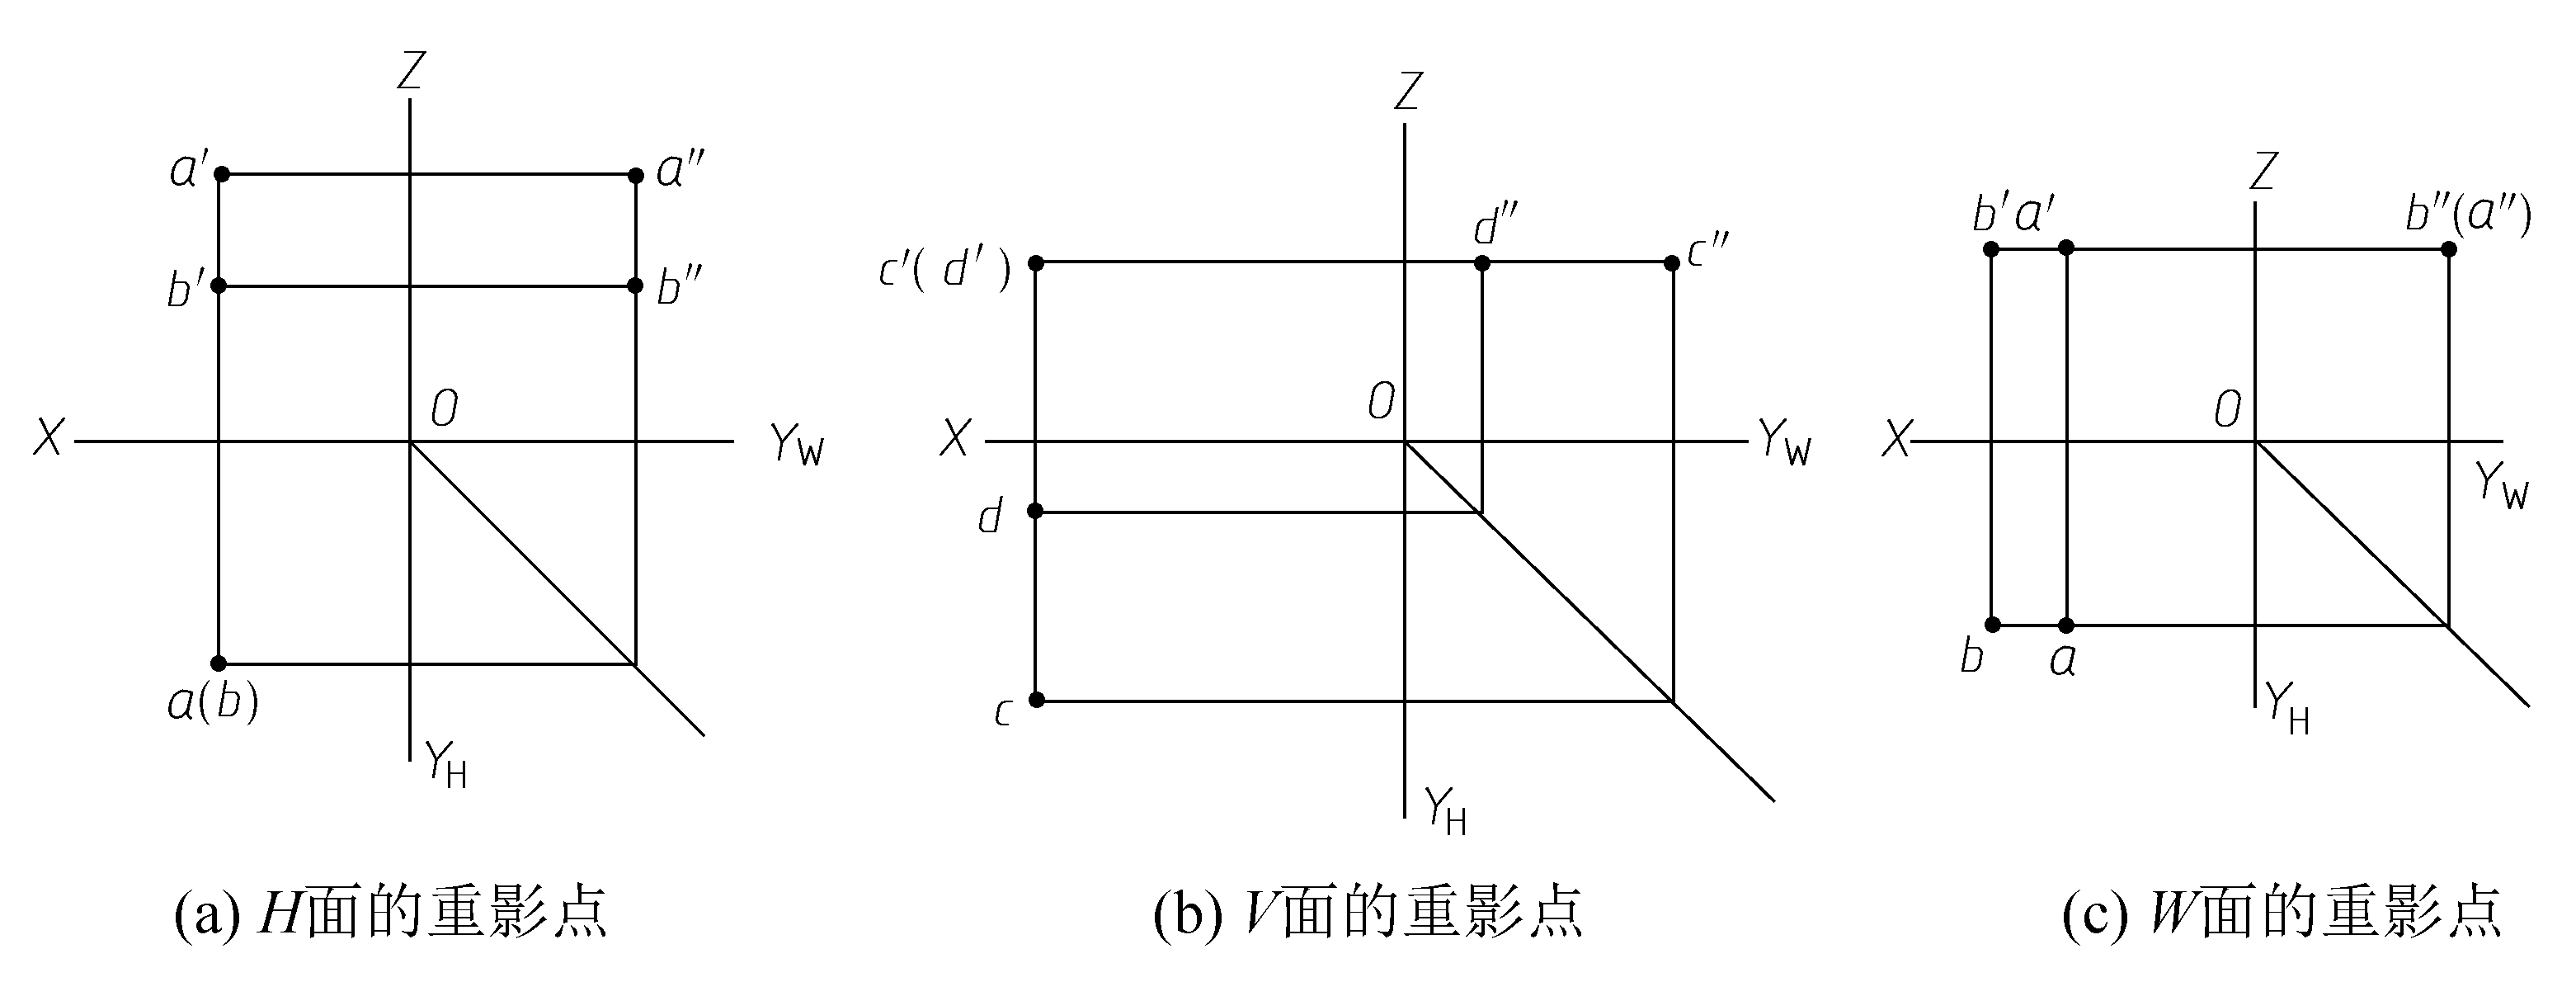 Z
a′
a″
b′
b″
O
X
Y_W
a(b)
Y_H
(a) H面的重影点
Z
c′( d′ )
d″
c″
O
X
Y_W
d
c
Y_H
(b) V面的重影点
Z
b′a′
b″(a″)
O
X
Y_W
b
a
Y_H
(c) W面的重影点